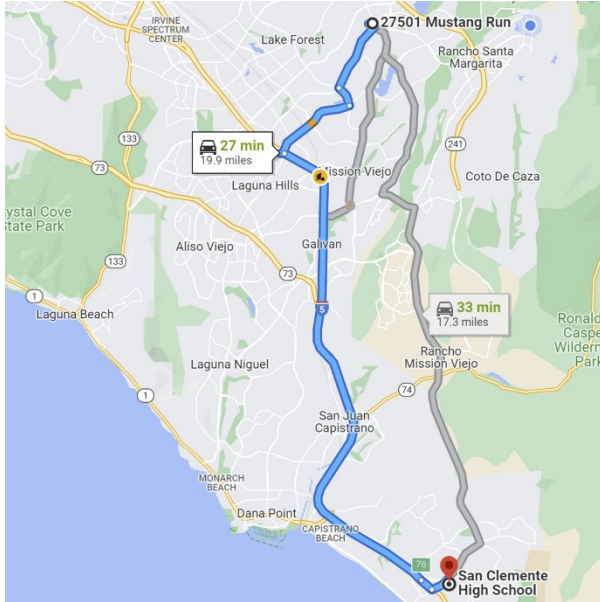 IRVINE
SPECTRUM
CENTER
Lake Forest
27501 Mustang Run
Rancho Santa
Margarita
133
241
27 min
19.9 miles
73
Mission Viejo
Laguna Hills
Coto De Caza
rystal Cove
State Park
Aliso Viejo
Galivan
133
73
1
Laguna Beach
5
33 min
17.3 miles
Ronald
Caspe
Wildern
Park
Rancho
Mission Viejo
Laguna Niguel
1
74
San Juan
Capistrano
MONARCH
BEACH
Dana Point
CAPISTRANO
BEACH
76
San Clemente
High School